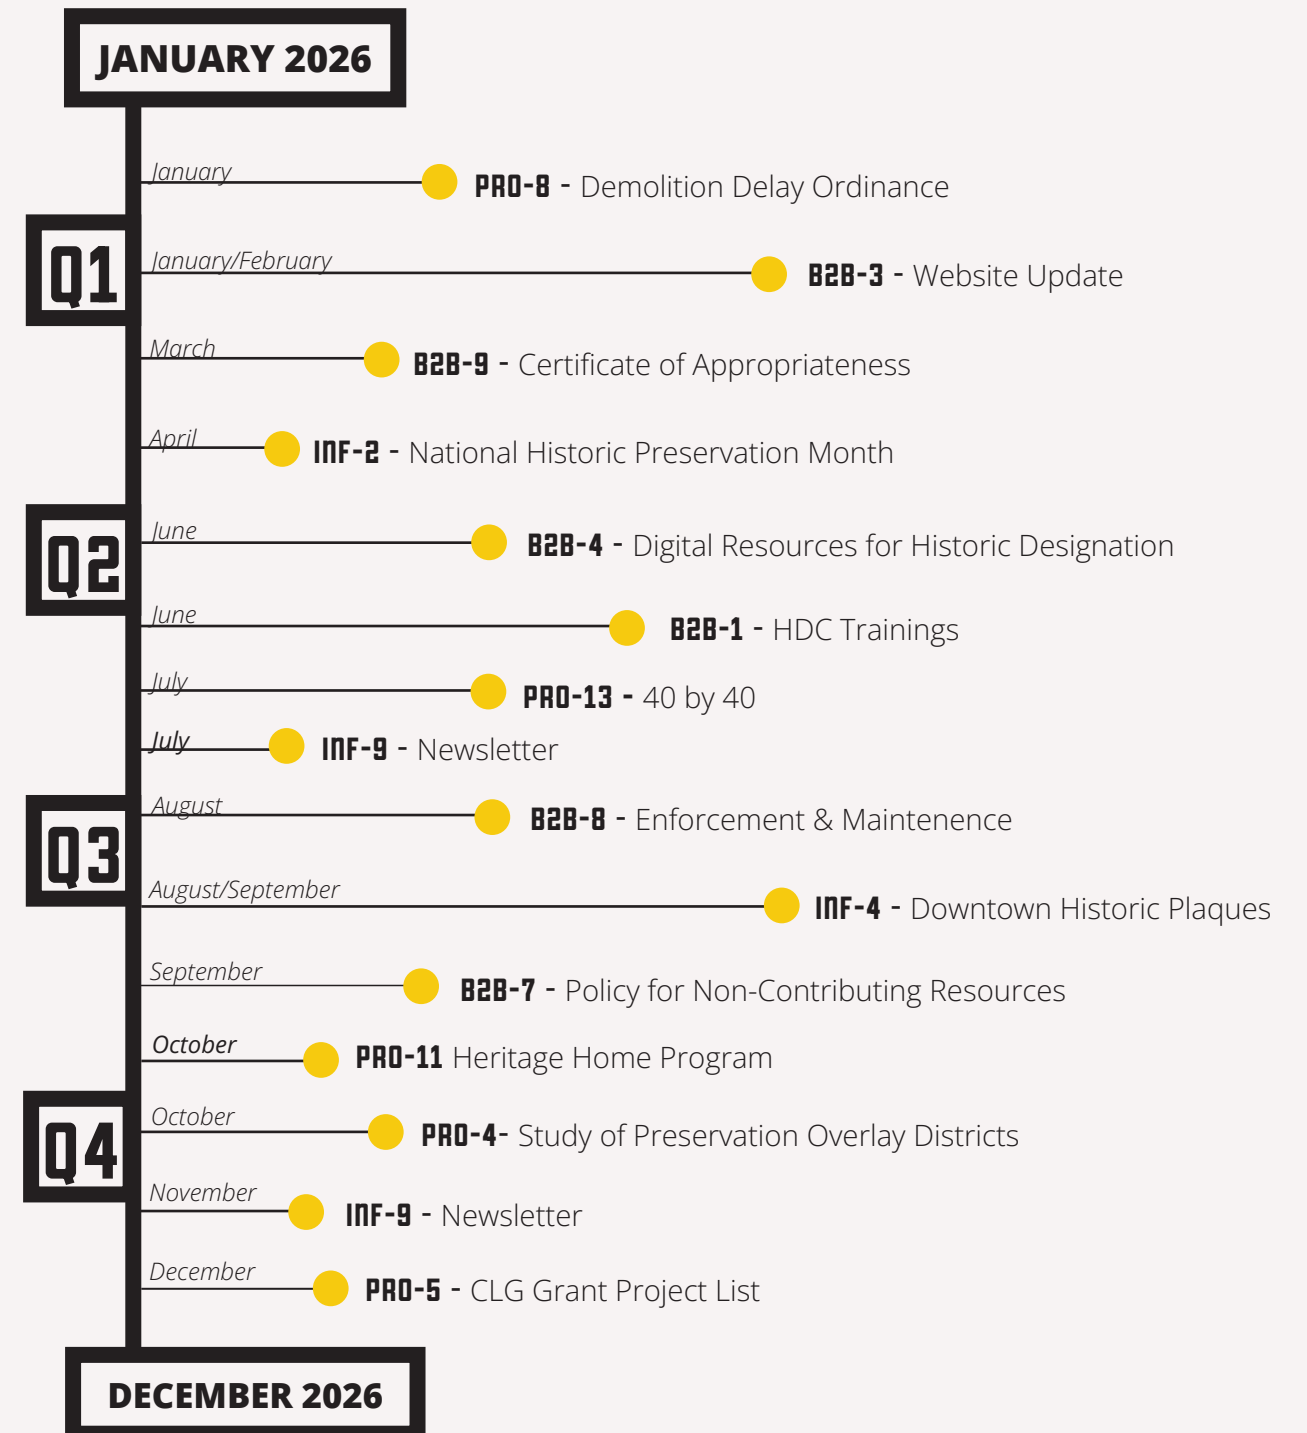 JANUARY 2026
January
PRO-8 - Demolition Delay Ordinance
Q1
January/February
B2B-3 - Website Update
March
B2B-9 - Certificate of Appropriateness
April
INF-2 - National Historic Preservation Month
Q2
June
B2B-4 - Digital Resources for Historic Designation
June
B2B-1 - HDC Trainings
July
PRO-13 - 40 by 40
July
INF-9 - Newsletter
Q3
August
B2B-8 - Enforcement & Maintenence
August/September
INF-4 - Downtown Historic Plaques
September
B2B-7 - Policy for Non-Contributing Resources
October
PRO-11 Heritage Home Program
Q4
October
PRO-4- Study of Preservation Overlay Districts
November
INF-9 - Newsletter
December
PRO-5 - CLG Grant Project List
DECEMBER 2026